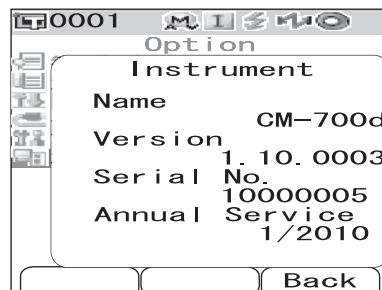 0001 M I
Option
Instrument
Name
CM-700d
Version
1.10.0003
Serial No.
10000005
Annual Service
1/2010
Back